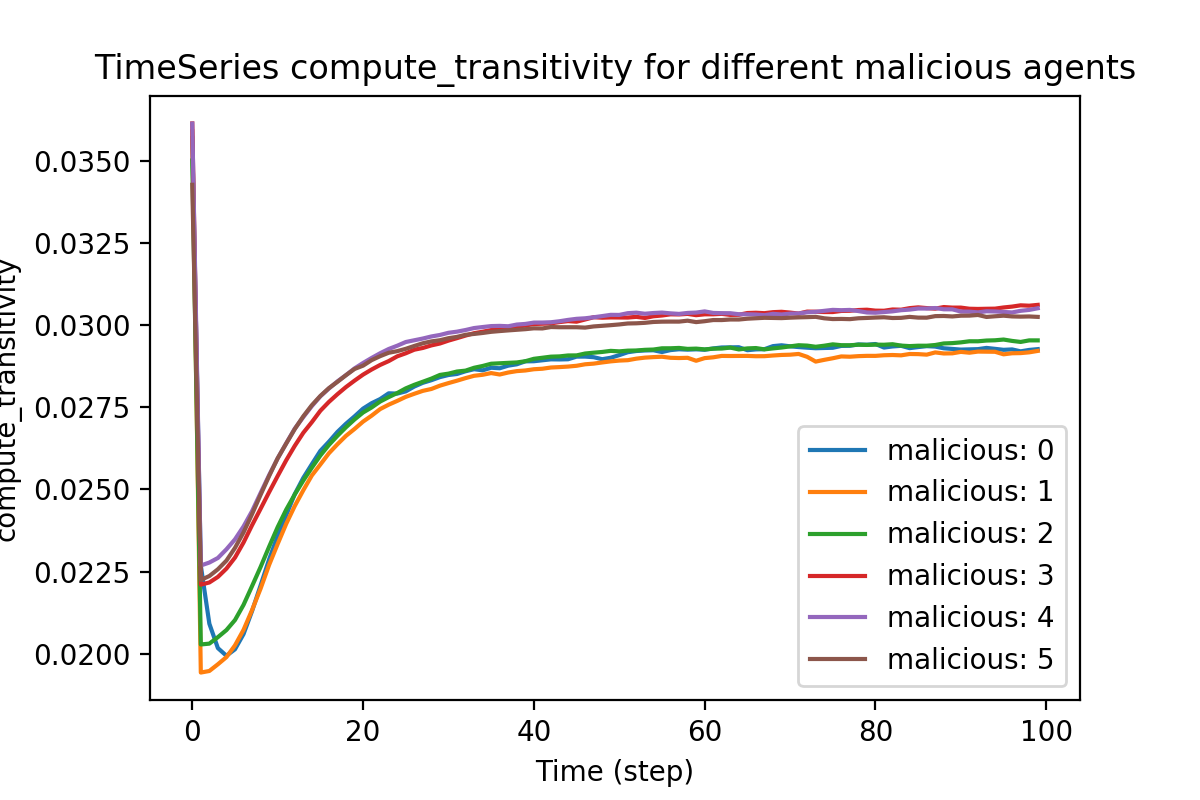 TimeSeries compute_transitivity for different malicious agents
compute_transitivity
0.0350
0.0325
0.0300
0.0275
0.0250
0.0225
0.0200
malicious: 0
malicious: 1
malicious: 2
malicious: 3
malicious: 4
malicious: 5
0 20 40 60 80 100
Time (step)